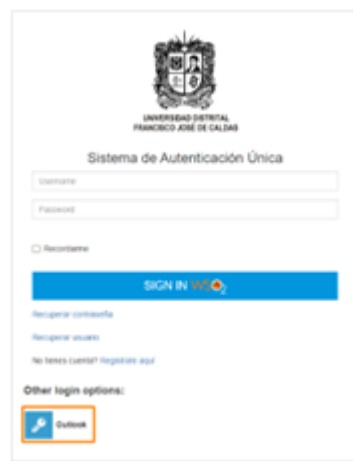 UNIVERSIDAD DISTRITAL
FRANCISCO JOSÉ DE CALDAS
Sistema de Autenticación Única
Username
Password
Recordarme
SIGN IN WSO2
Recuperar contraseña
Recuperar usuario
No tienes cuenta? Regístrate aquí
Other login options:
Outlook